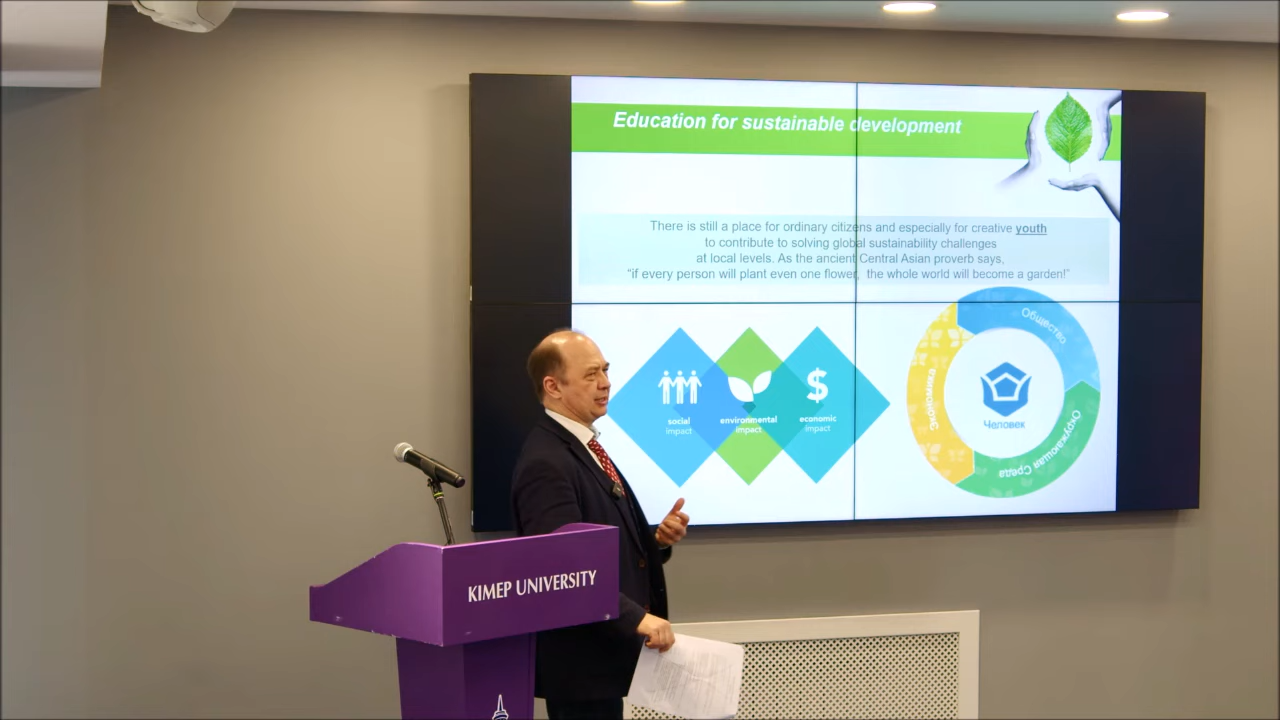 Education for sustainable development
There is still a place for ordinary citizens and especially for creative youth
to contribute to solving global sustainability challenges
at local levels. As the ancient Central Asian proverb says,
“if every person will plant even one flower, the whole world will become a garden!”
social
impact
environmental
impact
$
economic
impact
Общество
Экономика
Человек
Окружающая Среда
KIMEP UNIVERSITY